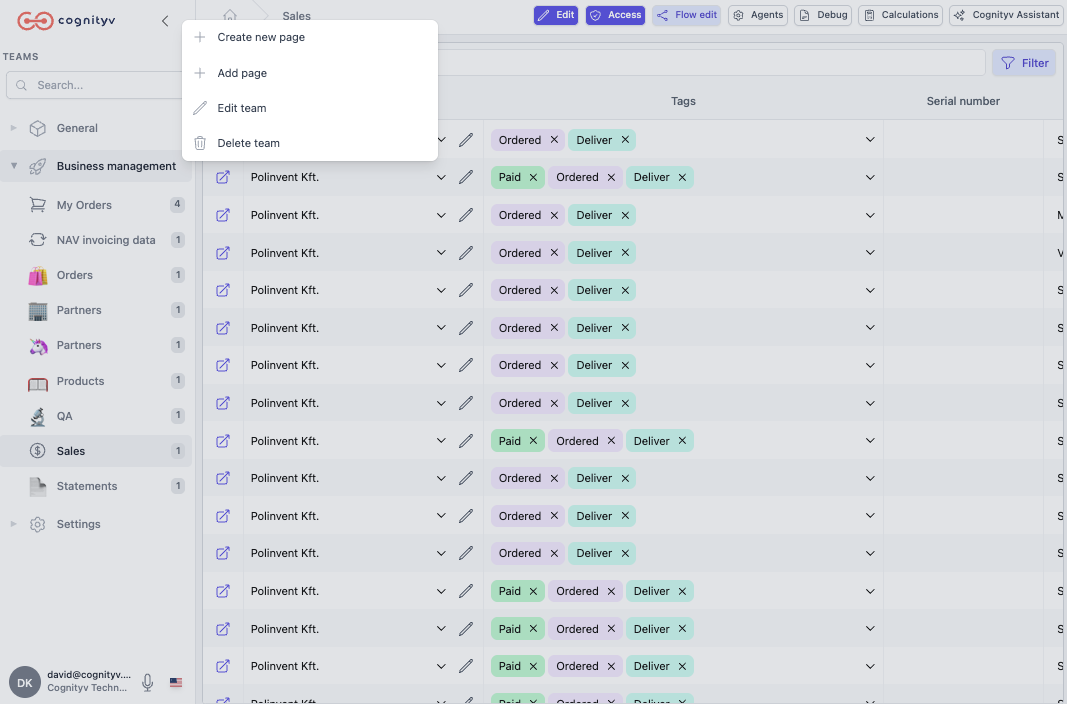 cognityv
Sales
Edit
Access
Flow edit
Agents
Debug
Calculations
Cognityv Assistant
TEAMS
Search...
General
Business management
My Orders 4
NAV invoicing data 1
Orders 1
Partners 1
Partners 1
Products 1
QA 1
Sales 1
Statements 1
Settings
DK
david@cognityv....
Cognityv Techn...
Create new page
Add page
Edit team
Delete team
Filter
Tags Serial number
Ordered Deliver S
Polinvent Kft. Paid Ordered Deliver S
Polinvent Kft. Ordered Deliver M
Polinvent Kft. Ordered Deliver V
Polinvent Kft. Ordered Deliver S
Polinvent Kft. Ordered Deliver S
Polinvent Kft. Ordered Deliver S
Polinvent Kft. Ordered Deliver S
Polinvent Kft. Paid Ordered Deliver S
Polinvent Kft. Ordered Deliver S
Polinvent Kft. Ordered Deliver S
Polinvent Kft. Ordered Deliver S
Polinvent Kft. Paid Ordered Deliver S
Polinvent Kft. Paid Ordered Deliver S
Polinvent Kft. Paid Ordered Deliver S
Polinvent Kft. Paid Ordered Deliver